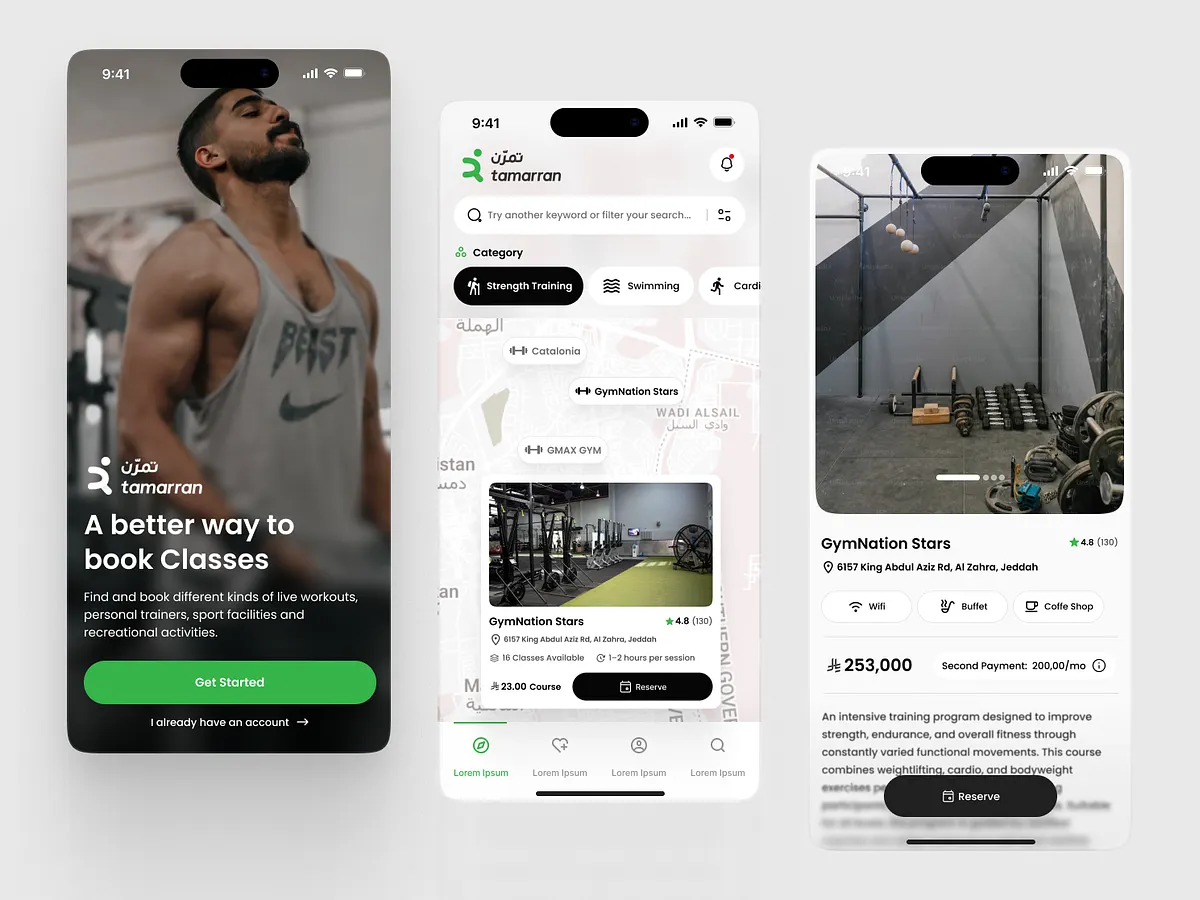 9:41
تمرّن
tamarran
A better way to
book Classes
Find and book different kinds of live workouts,
personal trainers, sport facilities and
recreational activities.
Get Started
I already have an account →
BEAST
9:41
تمرّن
tamarran
Try another keyword or filter your search...
Category
Strength Training
Swimming
Cardi
الهملة
Catalonia
GymNation Stars
WADI ALSAIL
وادي السيل
GMAX GYM
istan
an
GymNation Stars
4.8 (130)
6157 King Abdul Aziz Rd, Al Zahra, Jeddah
16 Classes Available
1–2 hours per session
23.00 Course
Reserve
Lorem Ipsum
Lorem Ipsum
Lorem Ipsum
Lorem Ipsum
9:41
GymNation Stars
4.8 (130)
6157 King Abdul Aziz Rd, Al Zahra, Jeddah
Wifi
Buffet
Coffe Shop
253,000
Second Payment: 200,00/mo
An intensive training program designed to improve
strength, endurance, and overall fitness through
constantly varied functional movements. This course
combines weightlifting, cardio, and bodyweight
exercises
Reserve